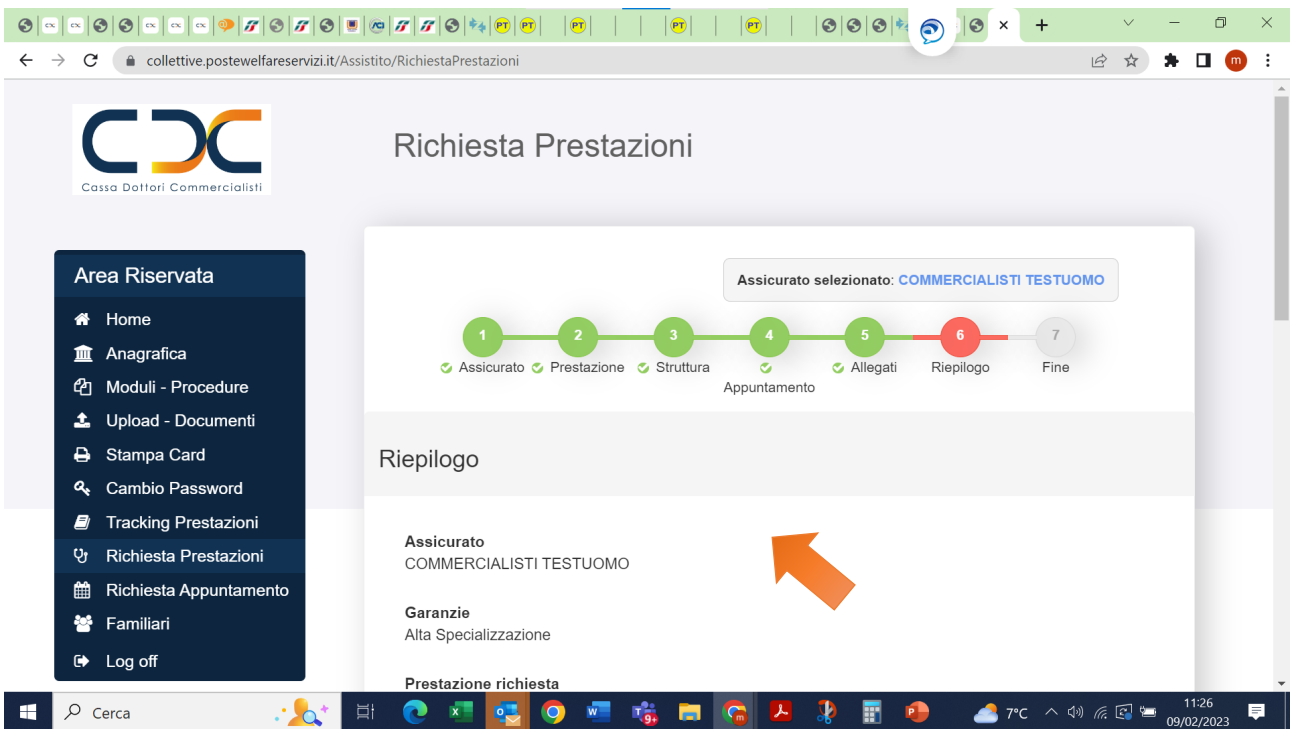 collettive.postewelfareservizi.it/Assistito/RichiestaPrestazioni
m
CDC
Cassa Dottori Commercialisti
Richiesta Prestazioni
Area Riservata
Home
Anagrafica
Moduli - Procedure
Upload - Documenti
Stampa Card
Cambio Password
Tracking Prestazioni
Richiesta Prestazioni
Richiesta Appuntamento
Familiari
Log off
Assicurato selezionato: COMMERCIALISTI TESTUOMO
1 2 3 4 5 6 7
Assicurato Prestazione Struttura Appuntamento Allegati Riepilogo Fine
Riepilogo
Assicurato
COMMERCIALISTI TESTUOMO
Garanzie
Alta Specializzazione
Prestazione richiesta
Cerca
9+
7°C
11:26
09/02/2023